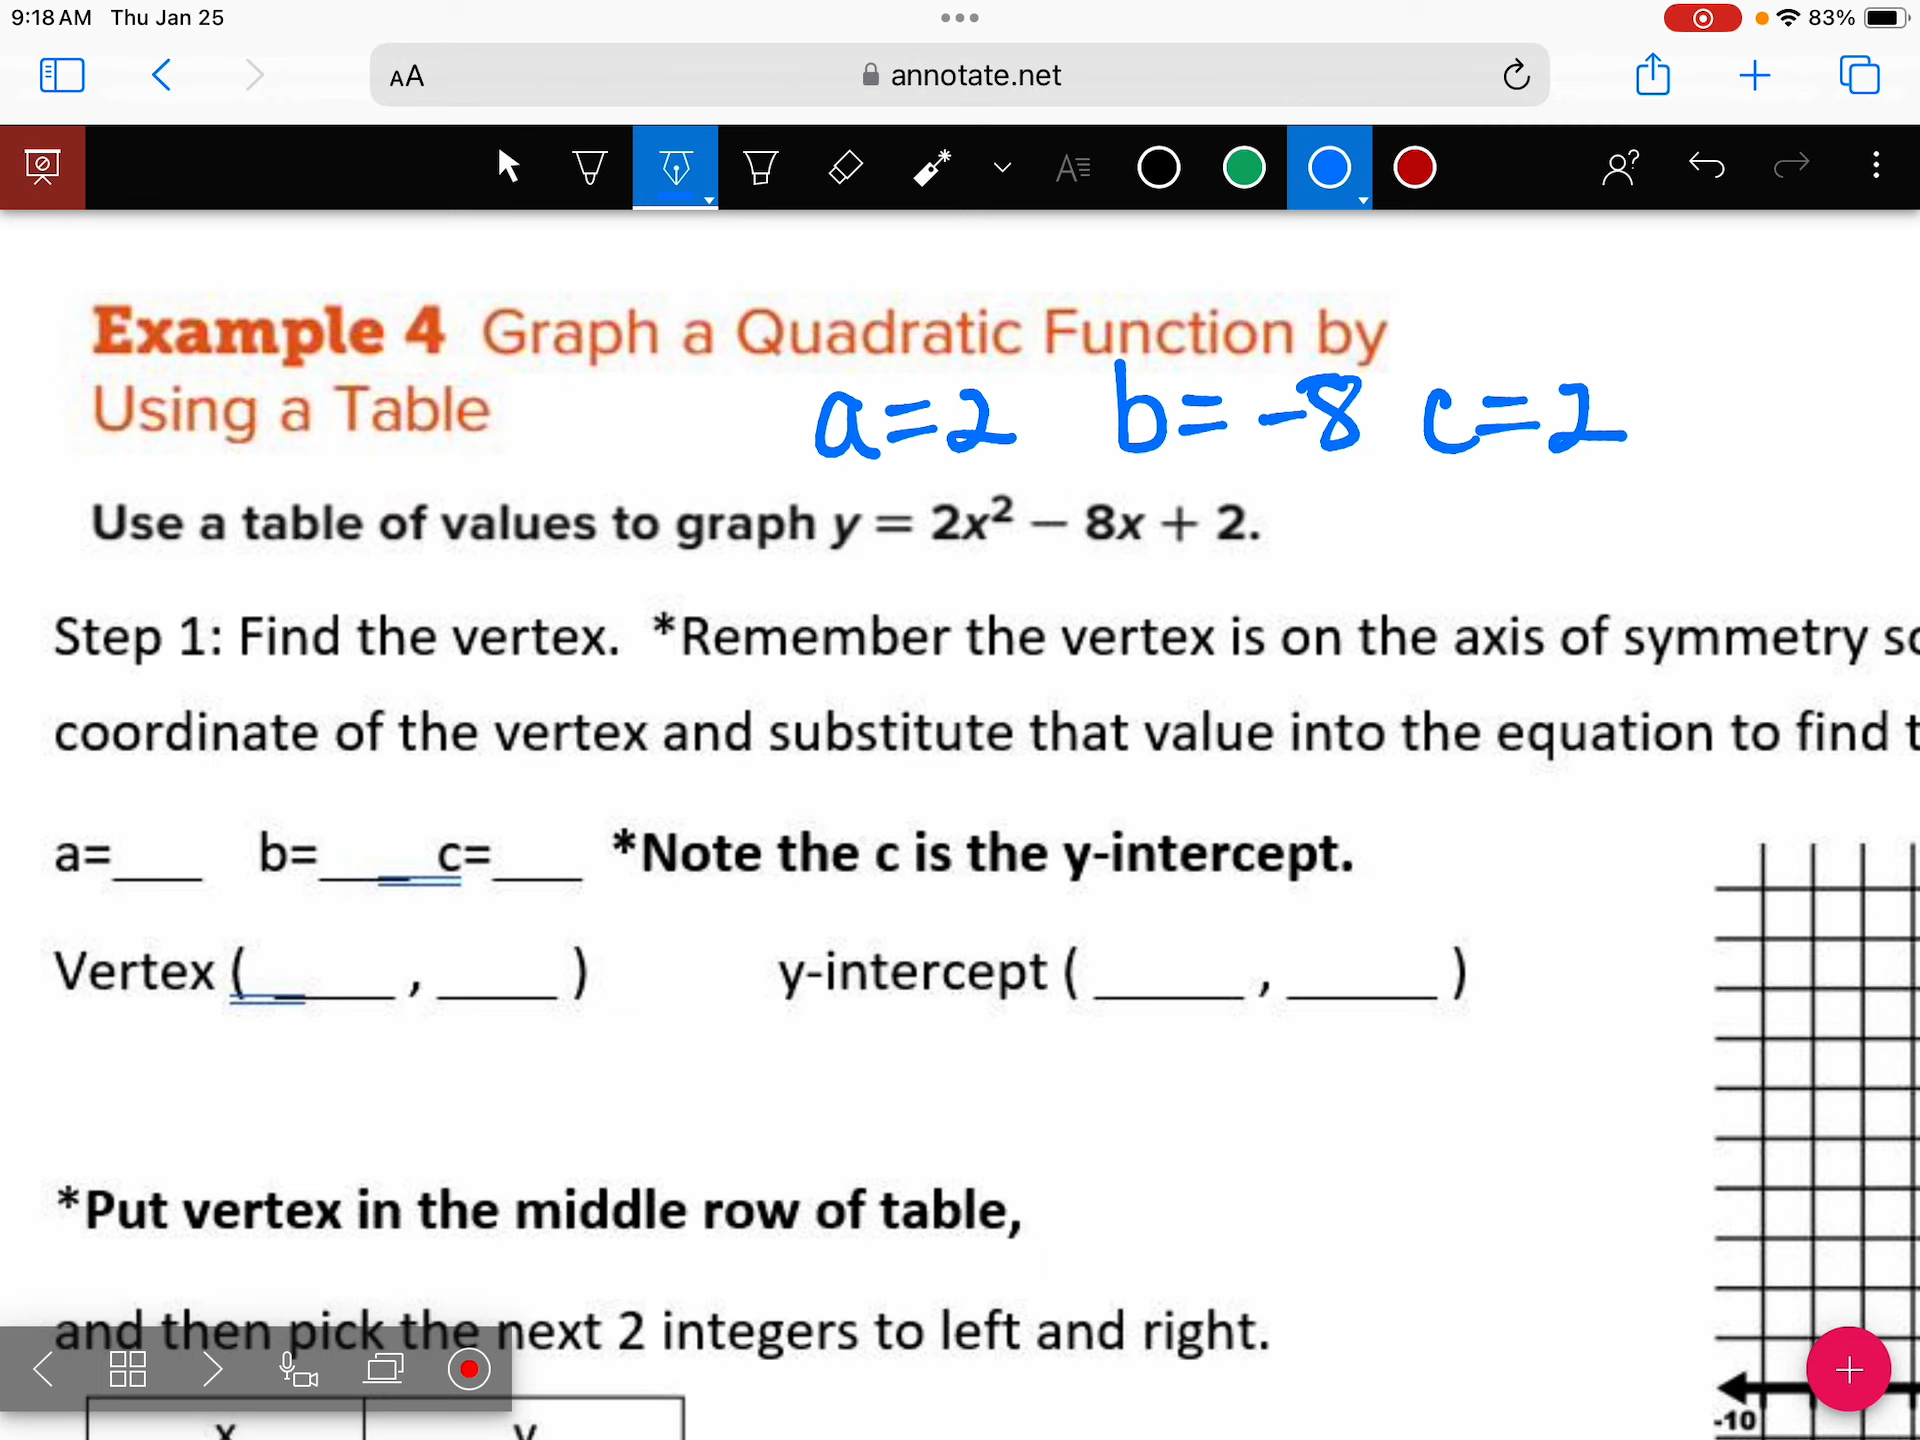 9:18 AM Thu Jan 25
83%
AA
annotate.net
Example 4 Graph a Quadratic Function by
Using a Table
a=2 b=-8 c=2
Use a table of values to graph y = 2x² − 8x + 2.
Step 1: Find the vertex. *Remember the vertex is on the axis of symmetry so
coordinate of the vertex and substitute that value into the equation to find t
a=____ b=____c=____ *Note the c is the y-intercept.
Vertex (_____, _____) y-intercept (______, ______)
*Put vertex in the middle row of table,
and then pick the next 2 integers to left and right.
x y
-10